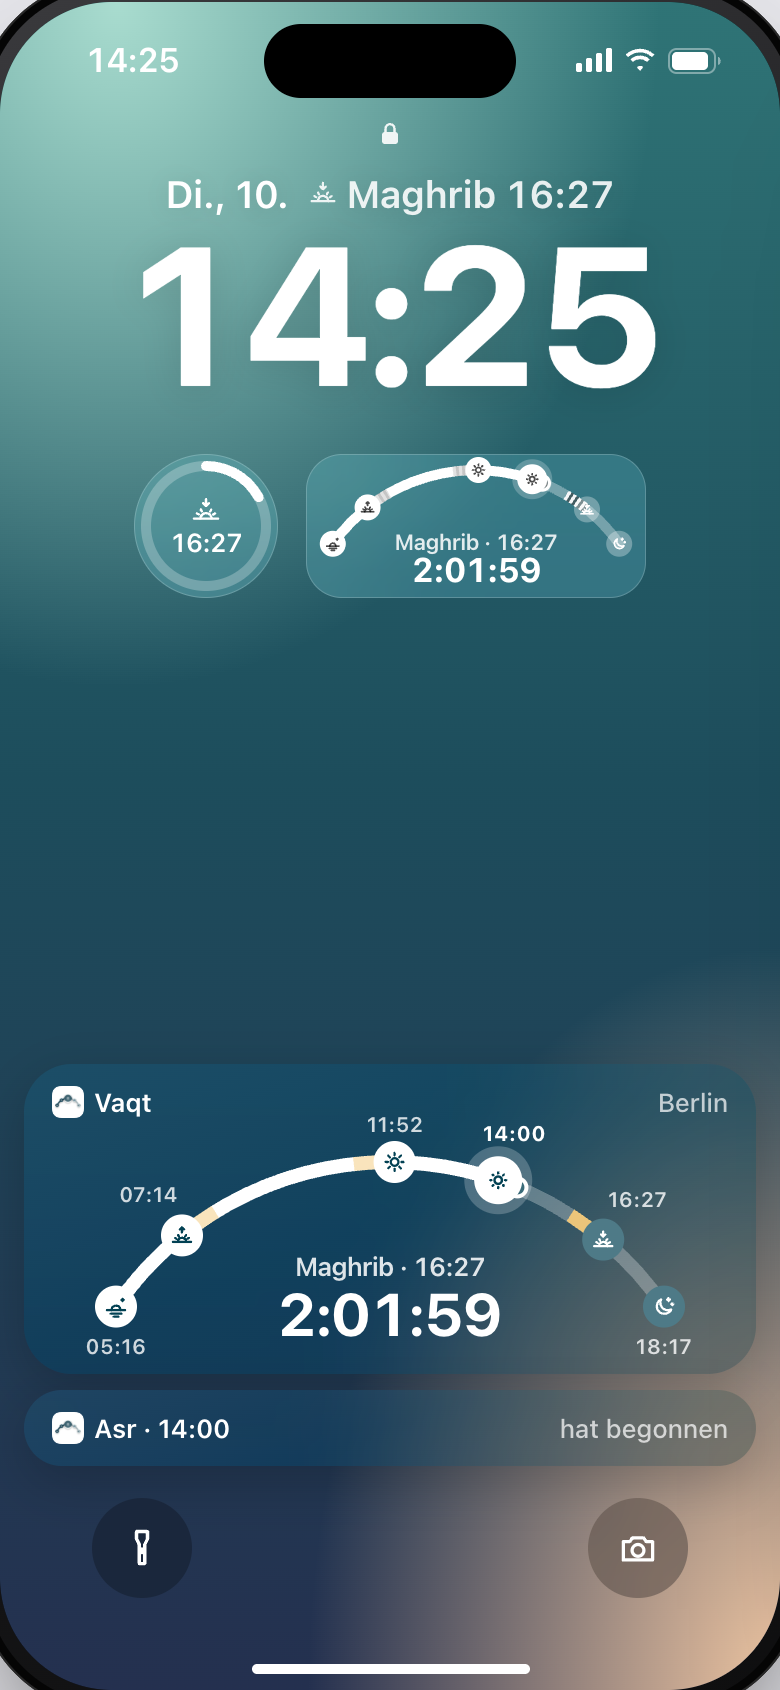 14:25
Di., 10. Maghrib 16:27
14:25
16:27
Maghrib · 16:27
2:01:59
Vaqt
Berlin
11:52
14:00
07:14
16:27
Maghrib · 16:27
2:01:59
05:16
18:17
Asr · 14:00
hat begonnen